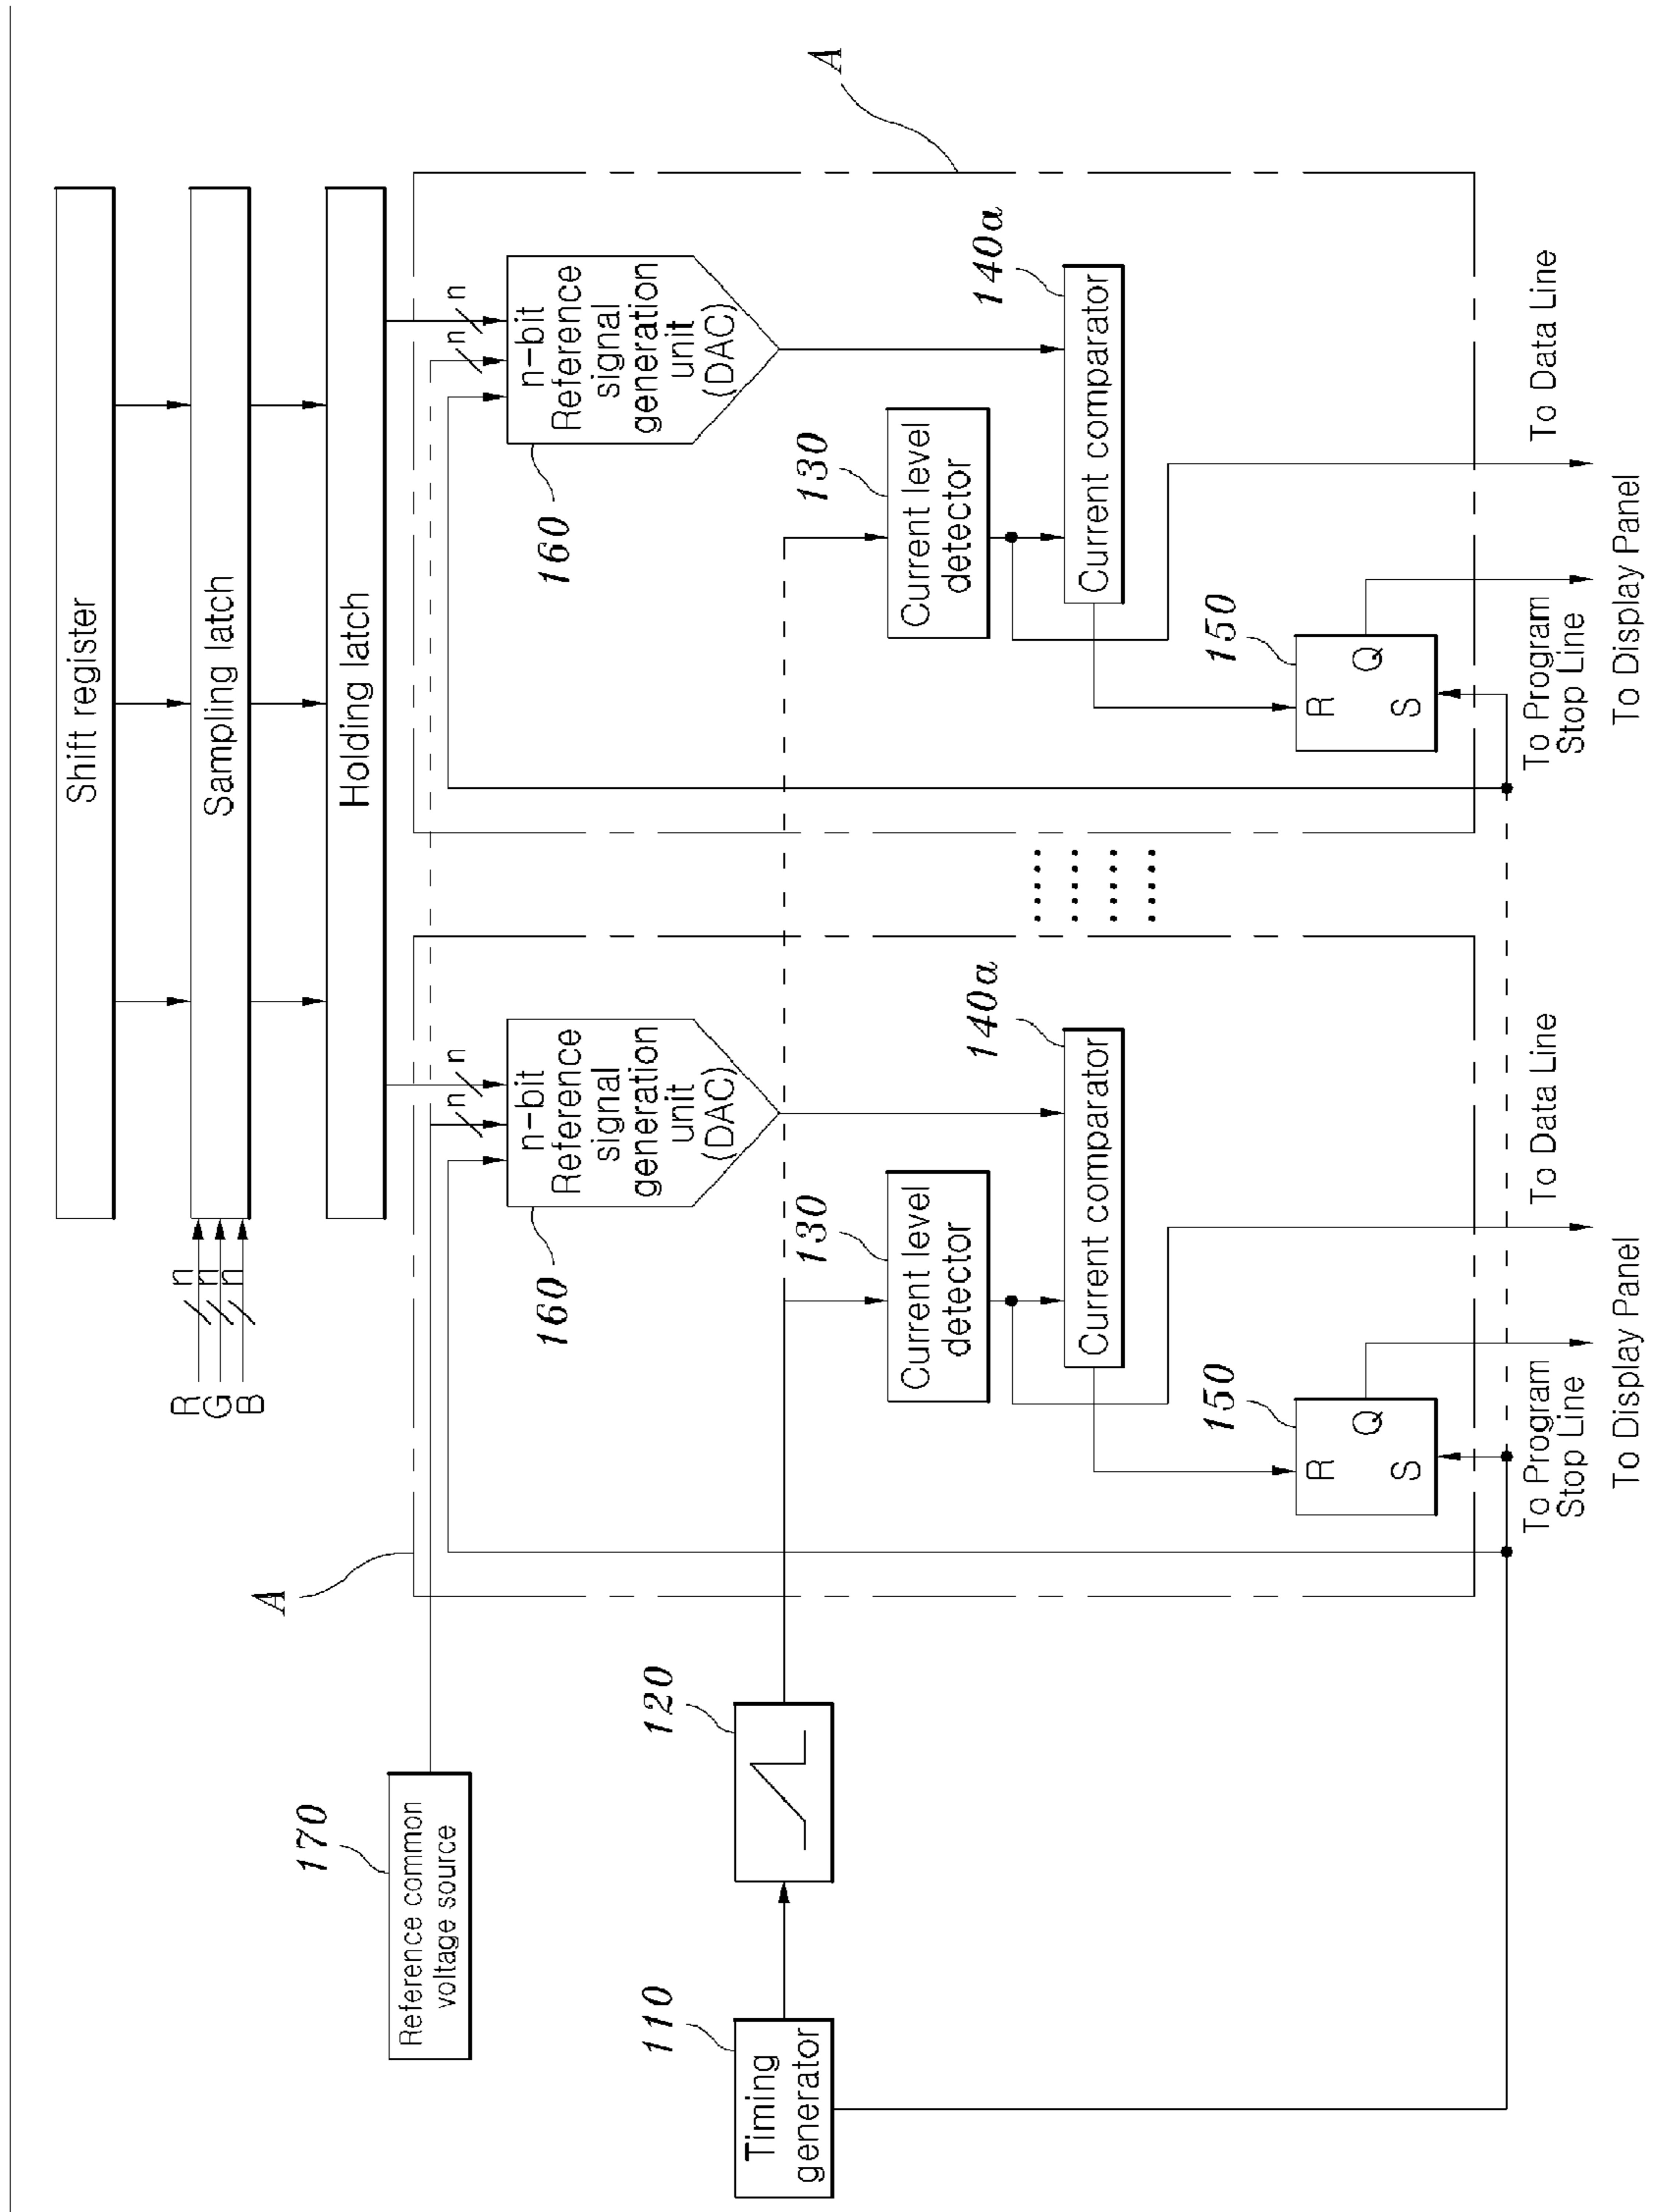 Shift register
Sampling latch
Holding latch
R
G
B
n
n
n
A
A
170
Reference common
voltage source
n
n
n-bit
Reference
signal
generation
unit
(DAC)
160
n
n
n-bit
Reference
signal
generation
unit
(DAC)
160
110
Timing
generator
120
130
Current level
detector
130
Current level
detector
140a
Current comparator
140a
Current comparator
150
R
Q
S
150
R
Q
S
To Program
Stop Line
To Data Line
To Program
Stop Line
To Data Line
To Display Panel
To Display Panel